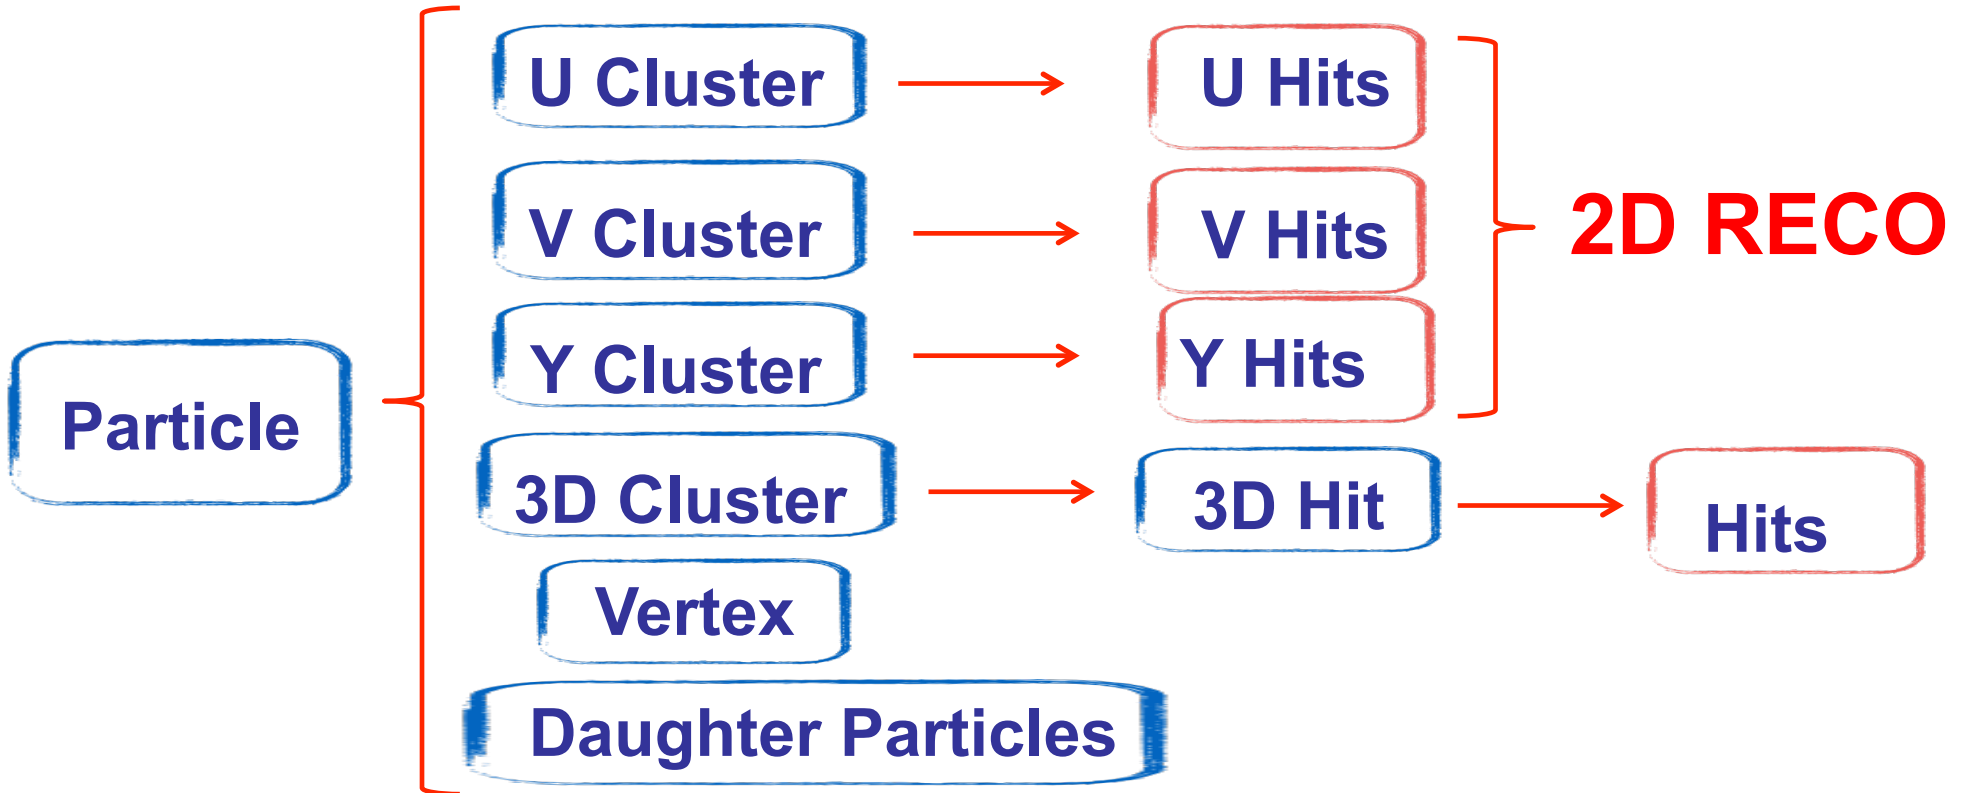 U Cluster
U Hits
V Cluster
V Hits
2D RECO
Y Cluster
Y Hits
Particle
3D Cluster
3D Hit
Hits
Vertex
Daughter Particles